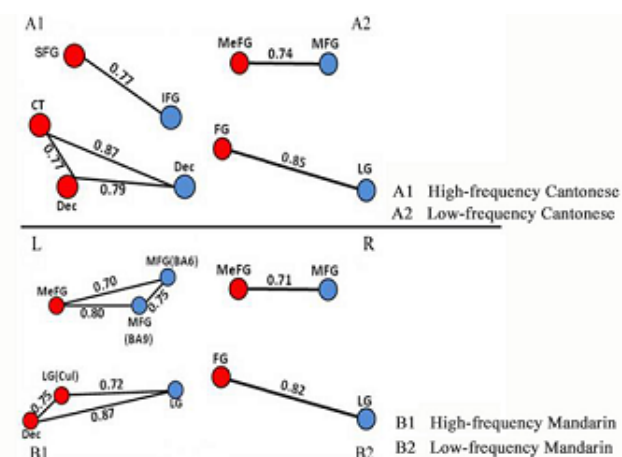 A1
A2
SFG
0.77
IFG
MeFG
0.74
MFG
CT
0.87
0.77
Dec
0.79
Dec
FG
0.85
LG
A1 High-frequency Cantonese
A2 Low-frequency Cantonese
L
R
MFG(BA6)
MeFG
0.70
0.80
0.75
MFG
(BA9)
MeFG
0.71
MFG
LG(Cul)
0.72
0.75
LG
0.87
Dec
FG
0.82
LG
B1 High-frequency Mandarin
B2 Low-frequency Mandarin
B1
B2